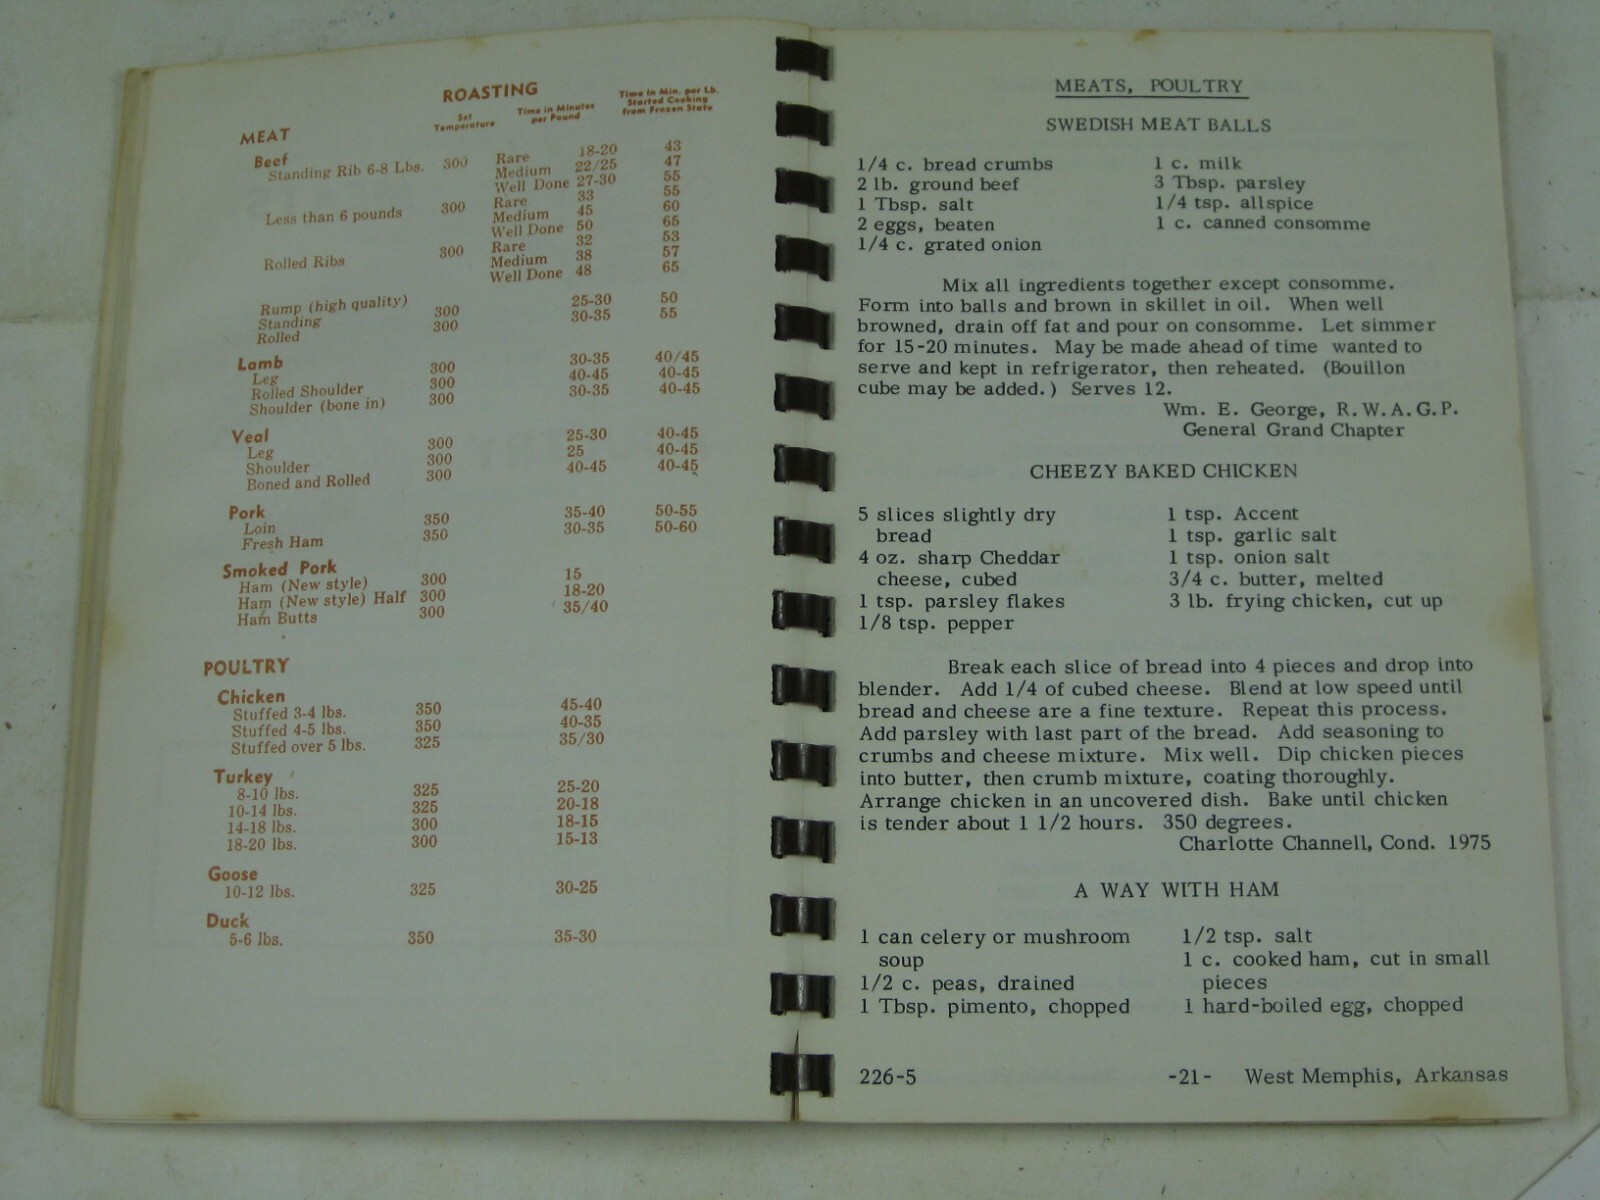 ROASTING
Set Temperature Time in Minutes per Pound Time in Min. per Lb. Started Cooking from Frozen State
MEAT
Beef
Standing Rib 6-8 Lbs. 300 Rare 18-20 43
Medium 22/25 47
Well Done 27-30 55
Less than 6 pounds 300 Rare 33 55
Medium 45 60
Well Done 50 65
Rolled Ribs 300 Rare 32 53
Medium 38 57
Well Done 48 65
Rump (high quality)
Standing 300 25-30 50
Rolled 300 30-35 55
Lamb
Leg 300 30-35 40/45
Rolled Shoulder 300 40-45 40-45
Shoulder (bone in) 300 30-35 40-45
Veal
Leg 300 25-30 40-45
Shoulder 300 25 40-45
Boned and Rolled 300 40-45 40-45
Pork
Loin 350 35-40 50-55
Fresh Ham 350 30-35 50-60
Smoked Pork
Ham (New style) 300 15
Ham (New style) Half 300 18-20
Ham Butts 300 35/40
POULTRY
Chicken
Stuffed 3-4 lbs. 350 45-40
Stuffed 4-5 lbs. 350 40-35
Stuffed over 5 lbs. 325 35/30
Turkey
8-10 lbs. 325 25-20
10-14 lbs. 325 20-18
14-18 lbs. 300 18-15
18-20 lbs. 300 15-13
Goose
10-12 lbs. 325 30-25
Duck
5-6 lbs. 350 35-30
MEATS, POULTRY
SWEDISH MEAT BALLS
1/4 c. bread crumbs 1 c. milk
2 lb. ground beef 3 Tbsp. parsley
1 Tbsp. salt 1/4 tsp. allspice
2 eggs, beaten 1 c. canned consomme
1/4 c. grated onion
Mix all ingredients together except consomme.
Form into balls and brown in skillet in oil. When well
browned, drain off fat and pour on consomme. Let simmer
for 15-20 minutes. May be made ahead of time wanted to
serve and kept in refrigerator, then reheated. (Bouillon
cube may be added.) Serves 12.
Wm. E. George, R.W.A.G.P.
General Grand Chapter
CHEEZY BAKED CHICKEN
5 slices slightly dry 1 tsp. Accent
bread 1 tsp. garlic salt
4 oz. sharp Cheddar 1 tsp. onion salt
cheese, cubed 3/4 c. butter, melted
1 tsp. parsley flakes 3 lb. frying chicken, cut up
1/8 tsp. pepper
Break each slice of bread into 4 pieces and drop into
blender. Add 1/4 of cubed cheese. Blend at low speed until
bread and cheese are a fine texture. Repeat this process.
Add parsley with last part of the bread. Add seasoning to
crumbs and cheese mixture. Mix well. Dip chicken pieces
into butter, then crumb mixture, coating thoroughly.
Arrange chicken in an uncovered dish. Bake until chicken
is tender about 1 1/2 hours. 350 degrees.
Charlotte Channell, Cond. 1975
A WAY WITH HAM
1 can celery or mushroom 1/2 tsp. salt
soup 1 c. cooked ham, cut in small
1/2 c. peas, drained pieces
1 Tbsp. pimento, chopped 1 hard-boiled egg, chopped
226-5 -21- West Memphis, Arkansas